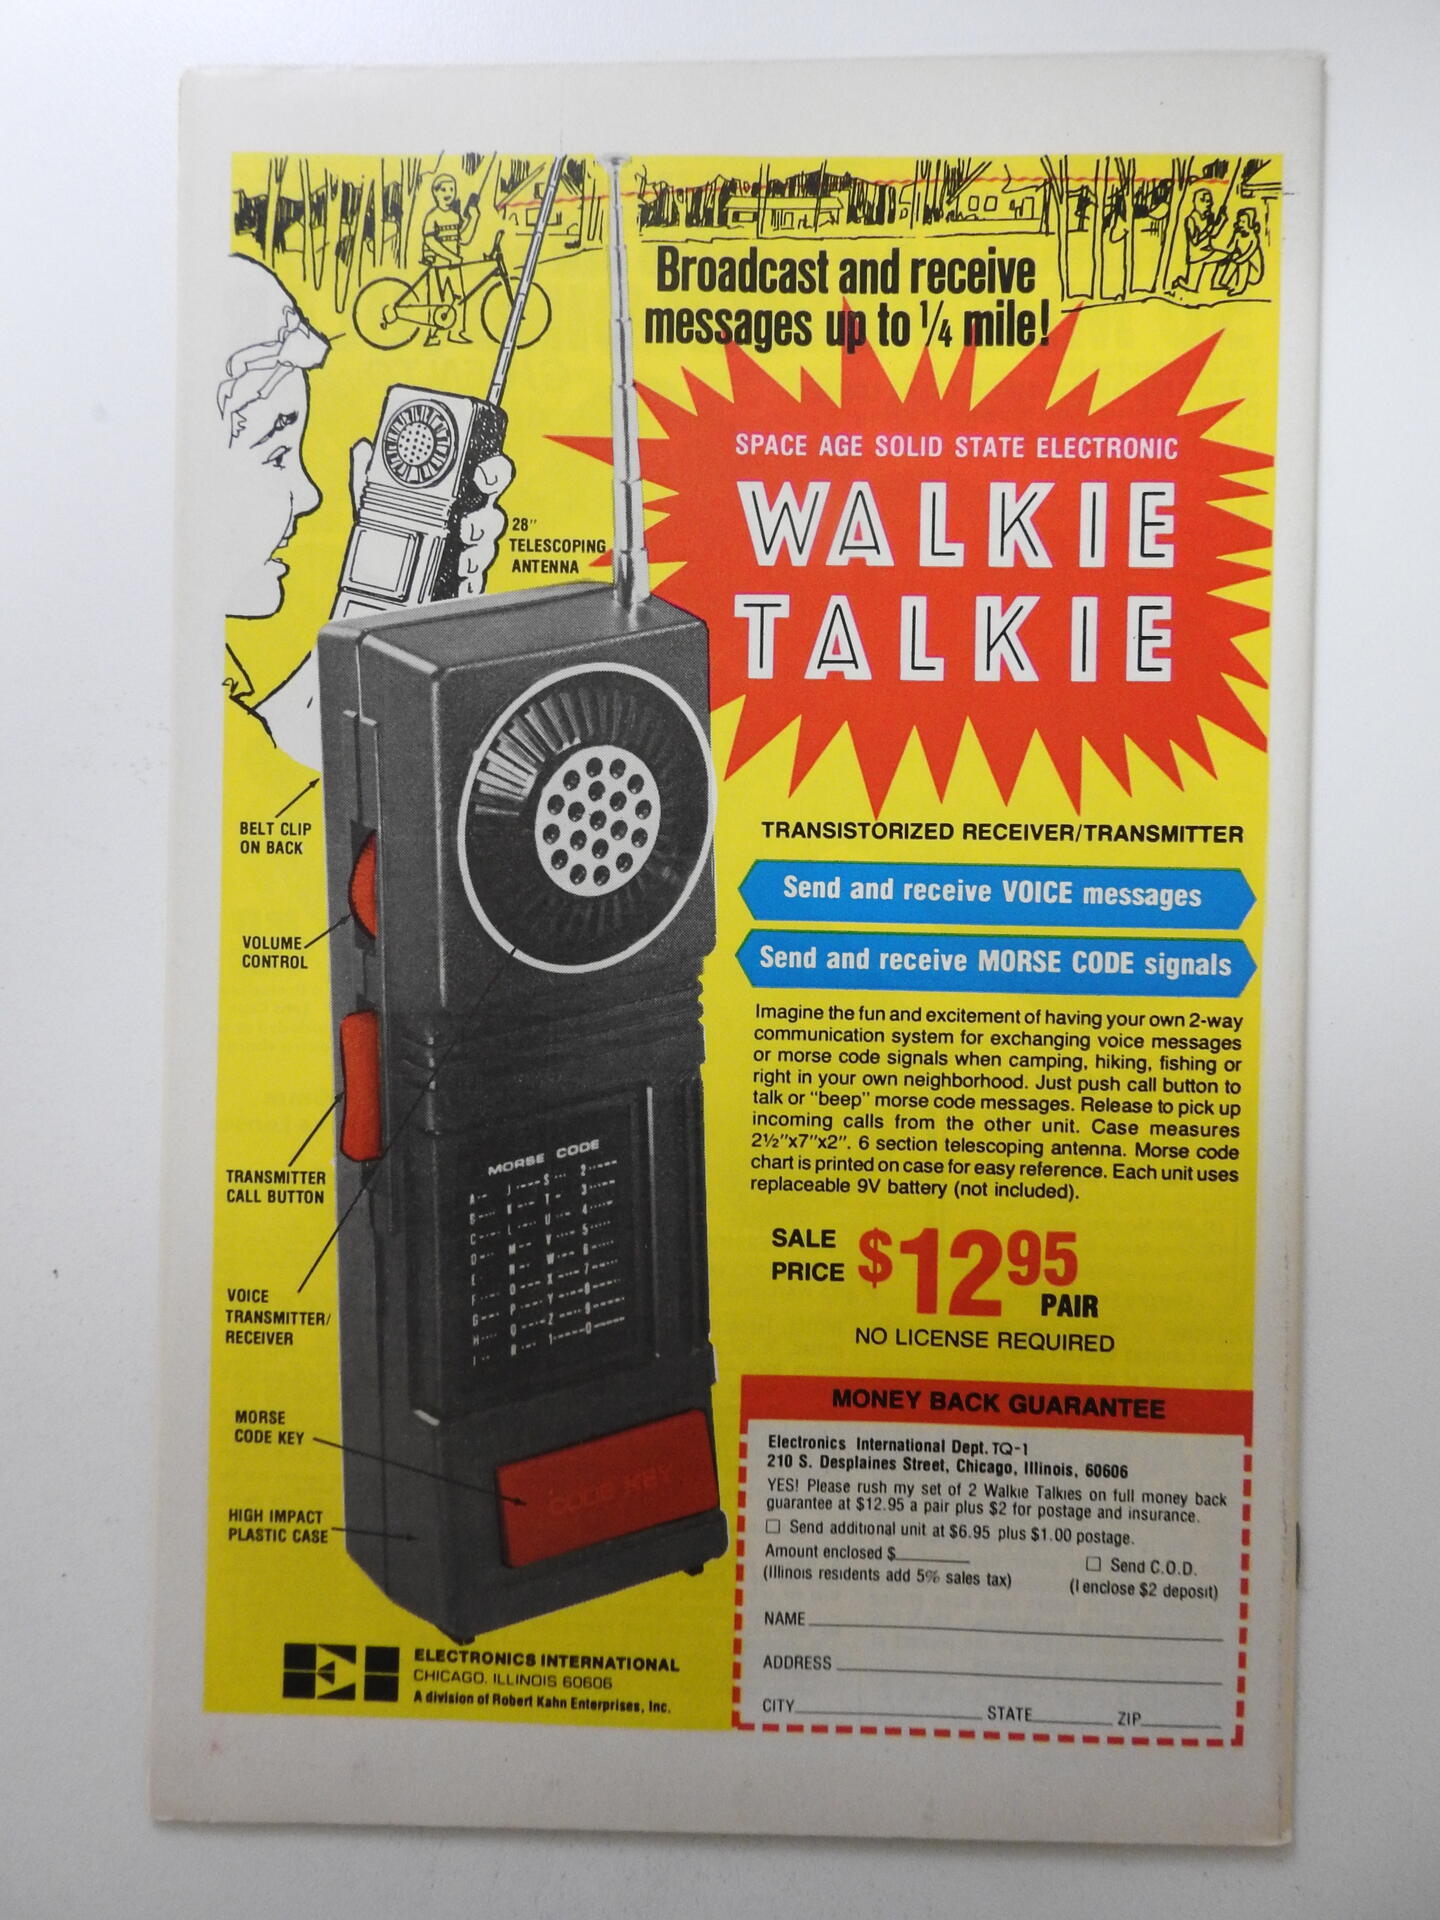 Broadcast and receive
messages up to 1/4 mile!
SPACE AGE SOLID STATE ELECTRONIC
WALKIE
TALKIE
28"
TELESCOPING
ANTENNA
BELT CLIP
ON BACK
VOLUME
CONTROL
TRANSMITTER
CALL BUTTON
VOICE
TRANSMITTER/
RECEIVER
MORSE
CODE KEY
HIGH IMPACT
PLASTIC CASE
MORSE CODE
CODE KEY
TRANSISTORIZED RECEIVER/TRANSMITTER
Send and receive VOICE messages
Send and receive MORSE CODE signals
Imagine the fun and excitement of having your own 2-way
communication system for exchanging voice messages
or morse code signals when camping, hiking, fishing or
right in your own neighborhood. Just push call button to
talk or "beep" morse code messages. Release to pick up
incoming calls from the other unit. Case measures
2½"x7"x2". 6 section telescoping antenna. Morse code
chart is printed on case for easy reference. Each unit uses
replaceable 9V battery (not included).
SALE
PRICE $12 95
PAIR
NO LICENSE REQUIRED
MONEY BACK GUARANTEE
Electronics International Dept. TQ-1
210 S. Desplaines Street, Chicago, Illinois, 60606
YES! Please rush my set of 2 Walkie Talkies on full money back
guarantee at $12.95 a pair plus $2 for postage and insurance.
☐ Send additional unit at $6.95 plus $1.00 postage.
Amount enclosed $________ ☐ Send C.O.D.
(Illinois residents add 5% sales tax) (I enclose $2 deposit)
NAME
ADDRESS
CITY STATE ZIP
EI
ELECTRONICS INTERNATIONAL
CHICAGO, ILLINOIS 60606
A division of Robert Kahn Enterprises, Inc.